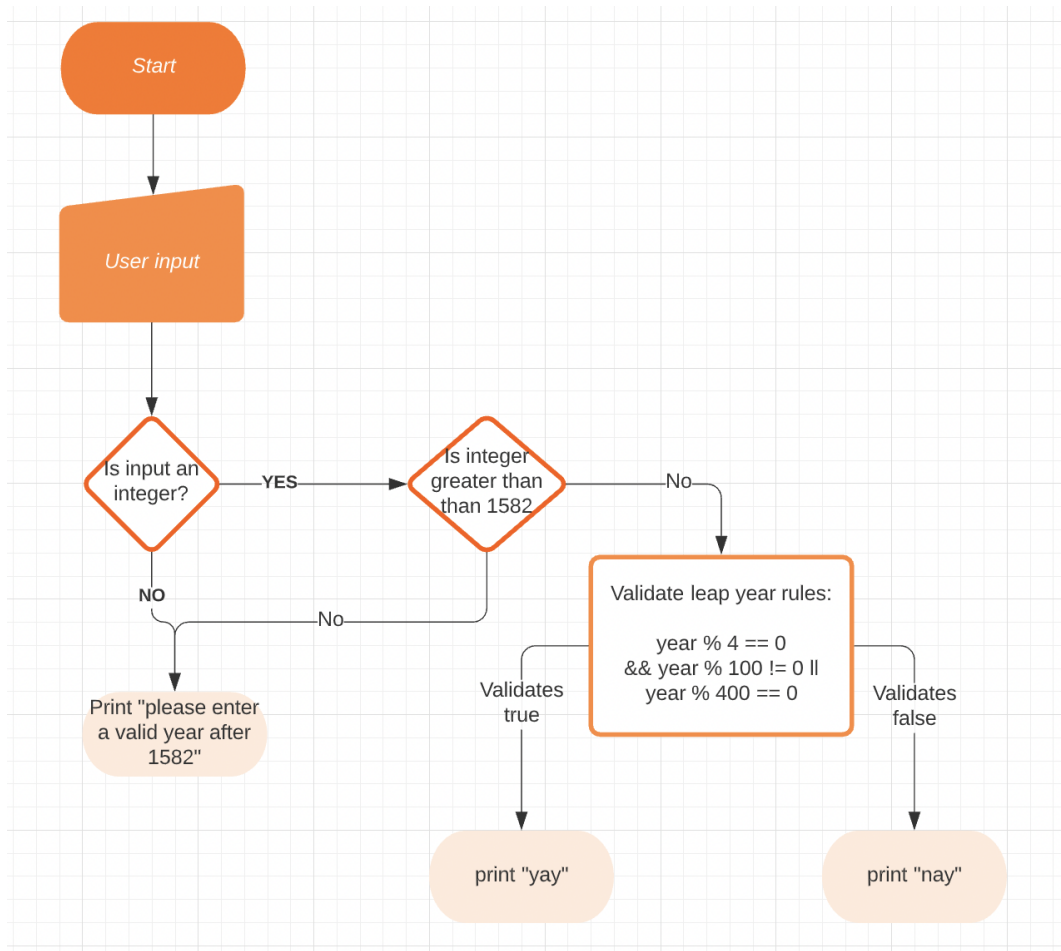 Start
User input
Is input an
integer?
YES
Is integer
greater than
than 1582
No
NO
No
Print "please enter
a valid year after
1582"
Validate leap year rules:
year % 4 == 0
&& year % 100 != 0 ll
year % 400 == 0
Validates
true
Validates
false
print "yay"
print "nay"